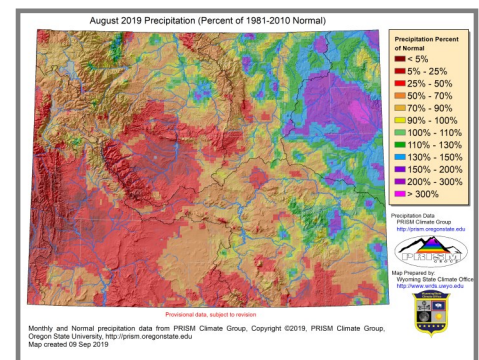 August 2019 Precipitation (Percent of 1981-2010 Normal)
Precipitation Percent
of Normal
< 5%
5% - 25%
25% - 50%
50% - 70%
70% - 90%
90% - 100%
100% - 110%
110% - 130%
130% - 150%
150% - 200%
200% - 300%
> 300%
Precipitation Data
PRISM Climate Group
http://prism.oregonstate.edu
PRISM
GROUP
Map Prepared by:
Wyoming State Climate Office
http://www.wrds.uwyo.edu
Provisional data, subject to revision
Monthly and Normal precipitation data from PRISM Climate Group, Copyright ©2019, PRISM Climate Group,
Oregon State University, http://prism.oregonstate.edu
Map created 09 Sep 2019